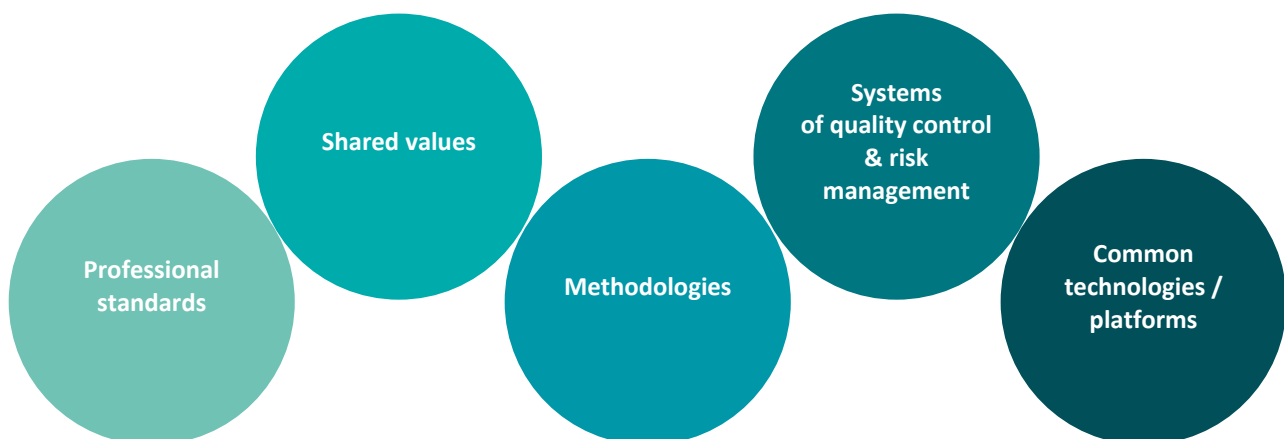 Professional
standards
Shared values
Methodologies
Systems
of quality control
& risk
management
Common
technologies /
platforms